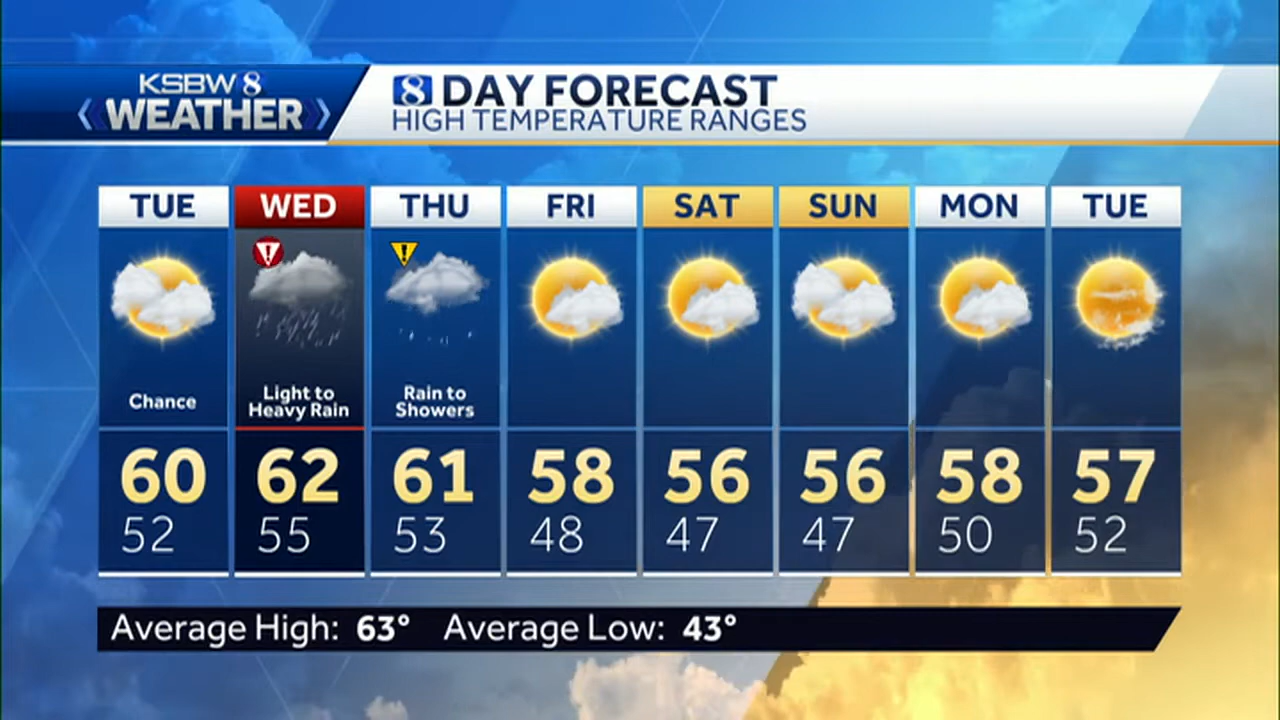 KSBW 8
WEATHER
8 DAY FORECAST
HIGH TEMPERATURE RANGES
TUE WED THU FRI SAT SUN MON TUE
Chance
Light to
Heavy Rain
Rain to
Showers
60 62 61 58 56 56 58 57
52 55 53 48 47 47 50 52
Average High: 63° Average Low: 43°